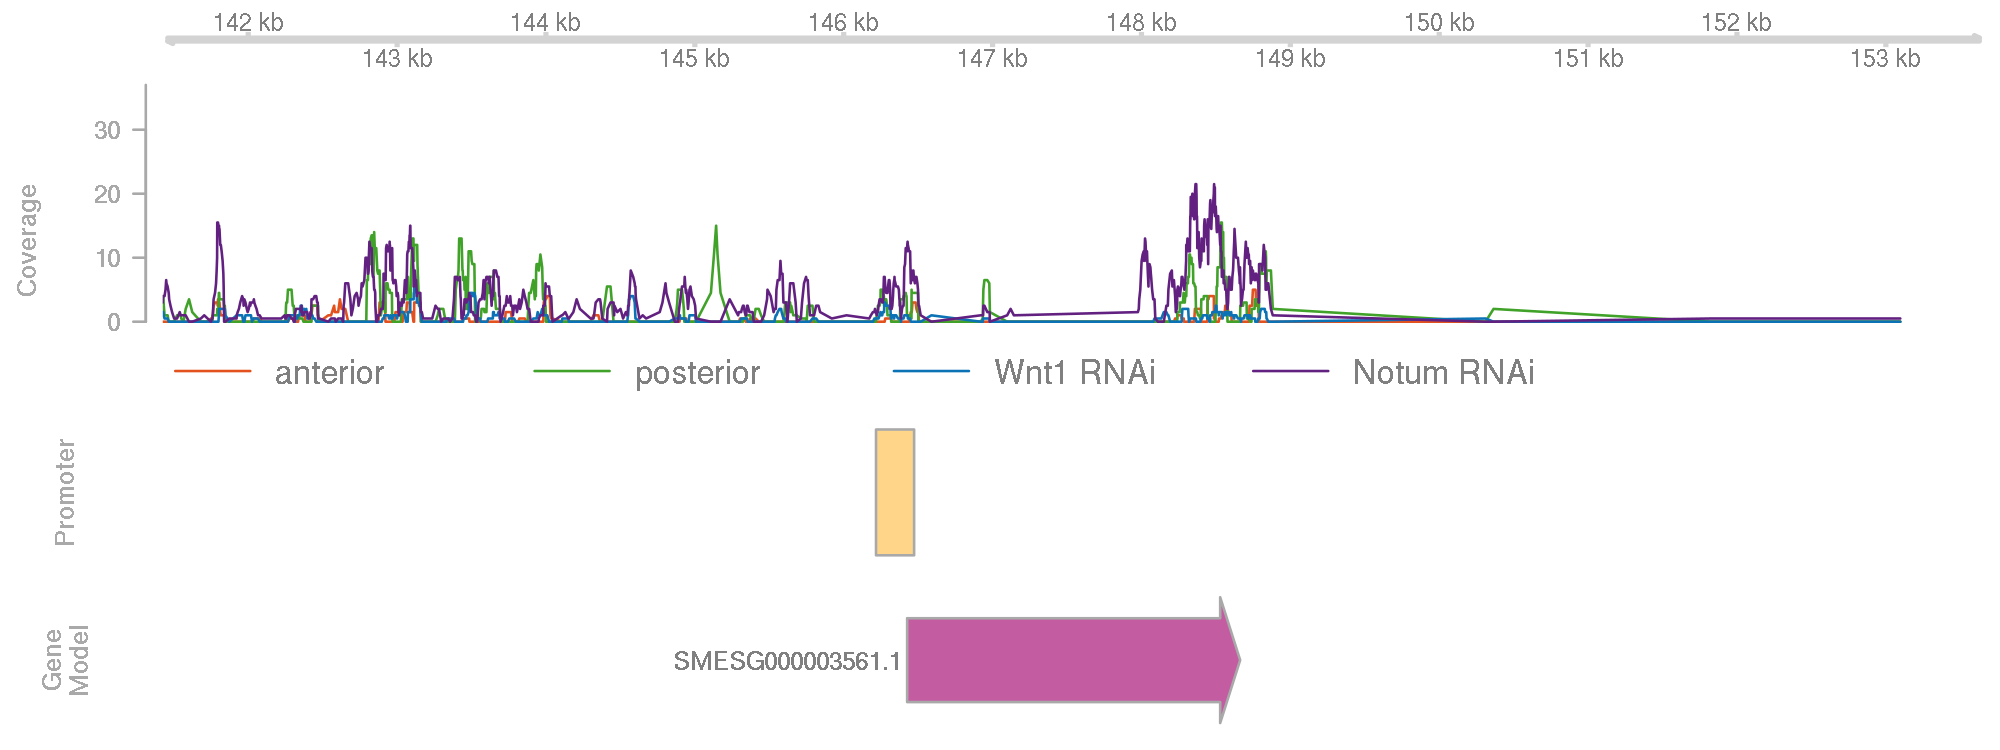 142 kb 144 kb 146 kb 148 kb 150 kb 152 kb
143 kb 145 kb 147 kb 149 kb 151 kb 153 kb
Coverage
30
20
10
0
anterior posterior Wnt1 RNAi Notum RNAi
Promoter
Gene
Model
SMESG000003561.1